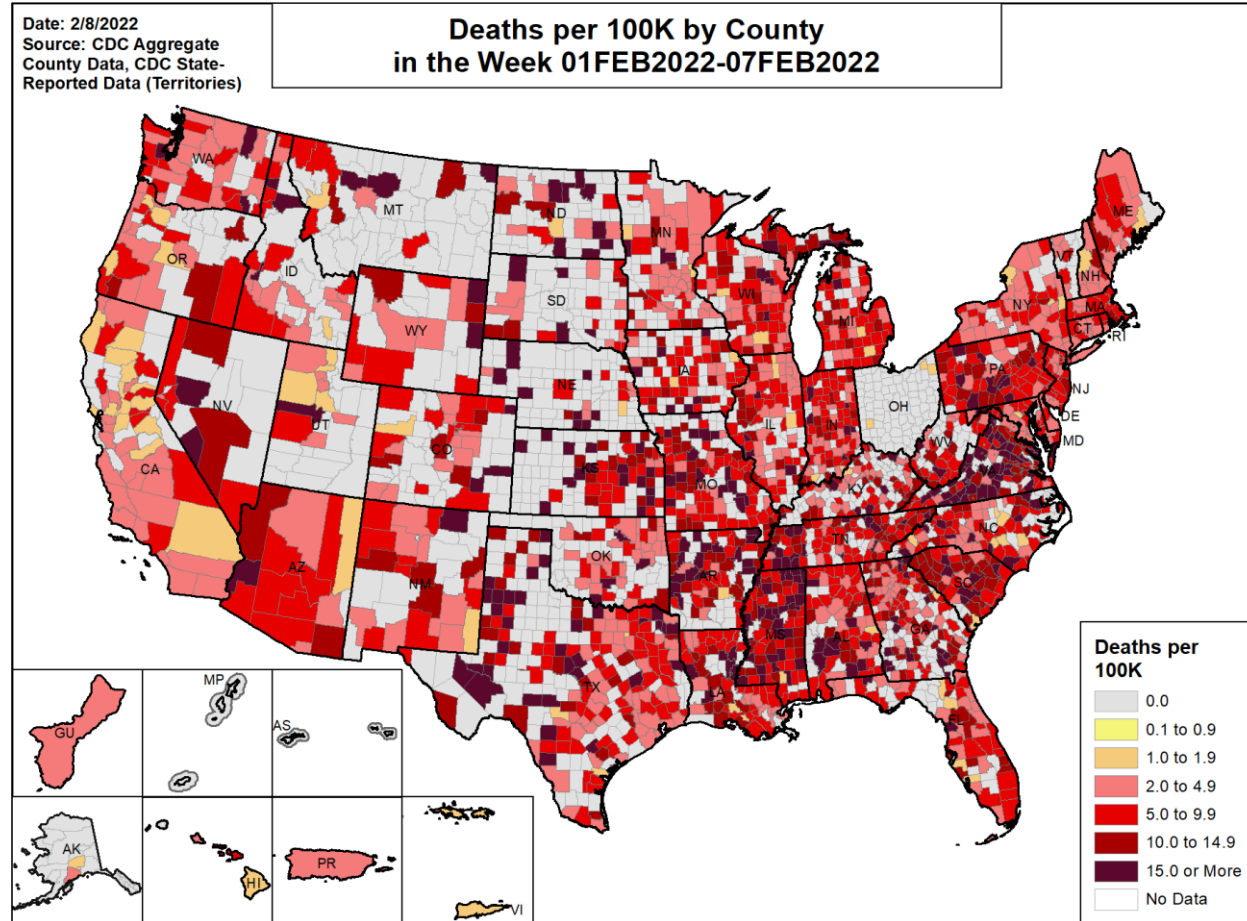 Date: 2/8/2022
Source: CDC Aggregate
County Data, CDC State-
Reported Data (Territories)
Deaths per 100K by County
in the Week 01FEB2022-07FEB2022
WA
MT
ND
MN
ME
OR
ID
SD
WI
MI
VT
NH
NY
MA
CT
RI
WY
NE
IA
PA
NJ
NV
UT
CO
KS
MO
IL
IN
OH
WV
DE
MD
VA
KY
CA
AZ
NM
OK
AR
TN
NC
SC
TX
LA
MS
AL
GA
FL
GU
MP
AS
AK
HI
PR
VI
Deaths per
100K
0.0
0.1 to 0.9
1.0 to 1.9
2.0 to 4.9
5.0 to 9.9
10.0 to 14.9
15.0 or More
No Data